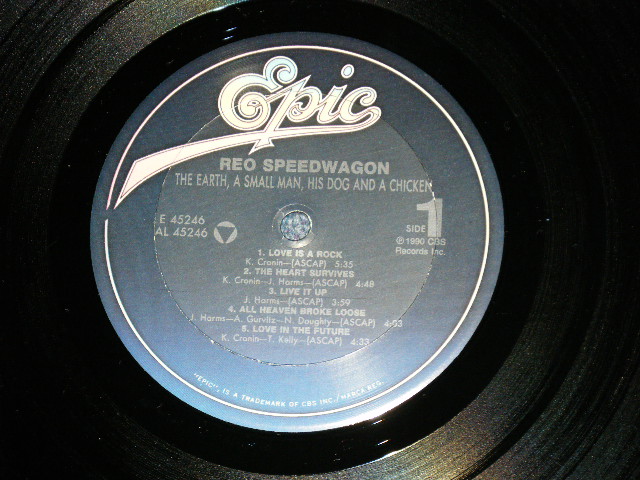 Epic
REO SPEEDWAGON
THE EARTH, A SMALL MAN, HIS DOG AND A CHICKEN
E 45246
AL 45246
SIDE 1
℗ 1990 CBS
Records Inc.
1. LOVE IS A ROCK
K. Cronin—(ASCAP) 5:35
2. THE HEART SURVIVES
K. Cronin—J. Harms—(ASCAP) 4:48
3. LIVE IT UP
J. Harms—(ASCAP) 3:59
4. ALL HEAVEN BROKE LOOSE
J. Harms—A. Gurvitz—N. Doughty—(ASCAP) 4:03
5. LOVE IN THE FUTURE
K. Cronin—T. Kelly—(ASCAP) 4:33
"EPIC", IS A TRADEMARK OF CBS INC./MARCA REG.